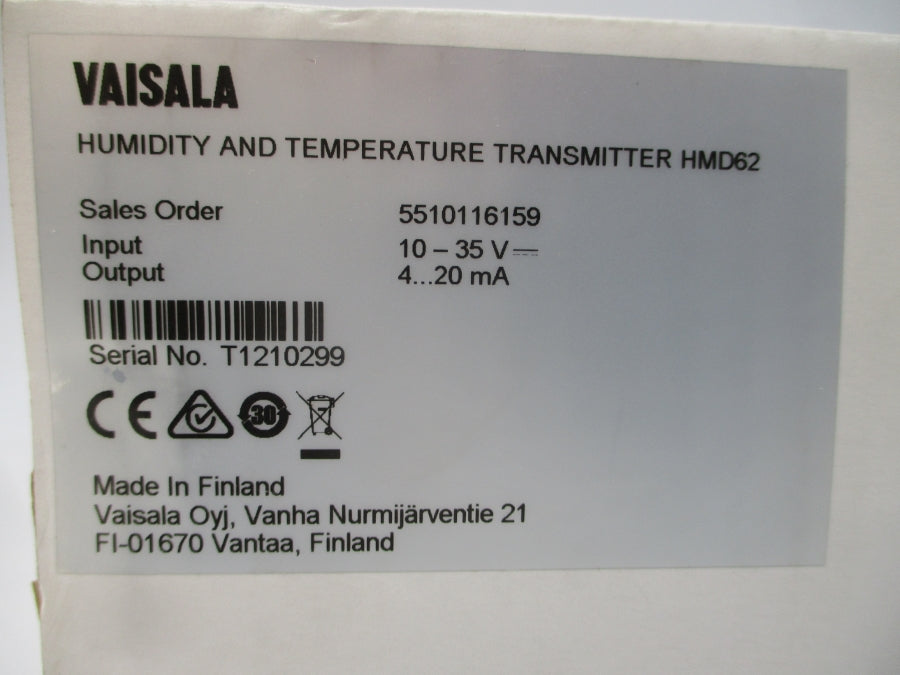 VAISALA
HUMIDITY AND TEMPERATURE TRANSMITTER HMD62
Sales Order 5510116159
Input 10 – 35 V⎓
Output 4...20 mA
Serial No. T1210299
CE 30
Made In Finland
Vaisala Oyj, Vanha Nurmijärventie 21
FI-01670 Vantaa, Finland